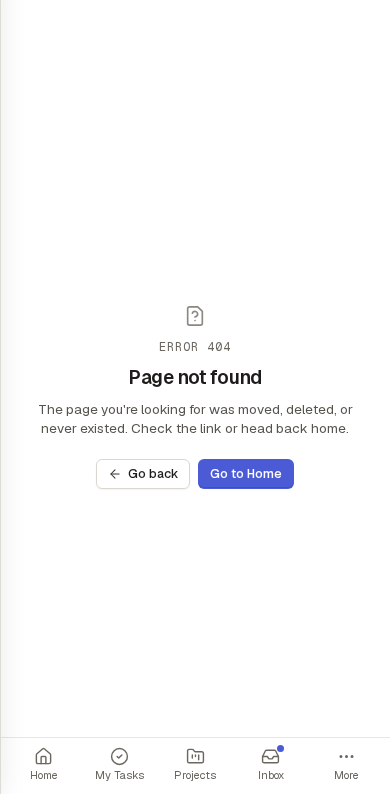 ERROR 404
Page not found
The page you're looking for was moved, deleted, or
never existed. Check the link or head back home.
Go back
Go to Home
Home
My Tasks
Projects
Inbox
More